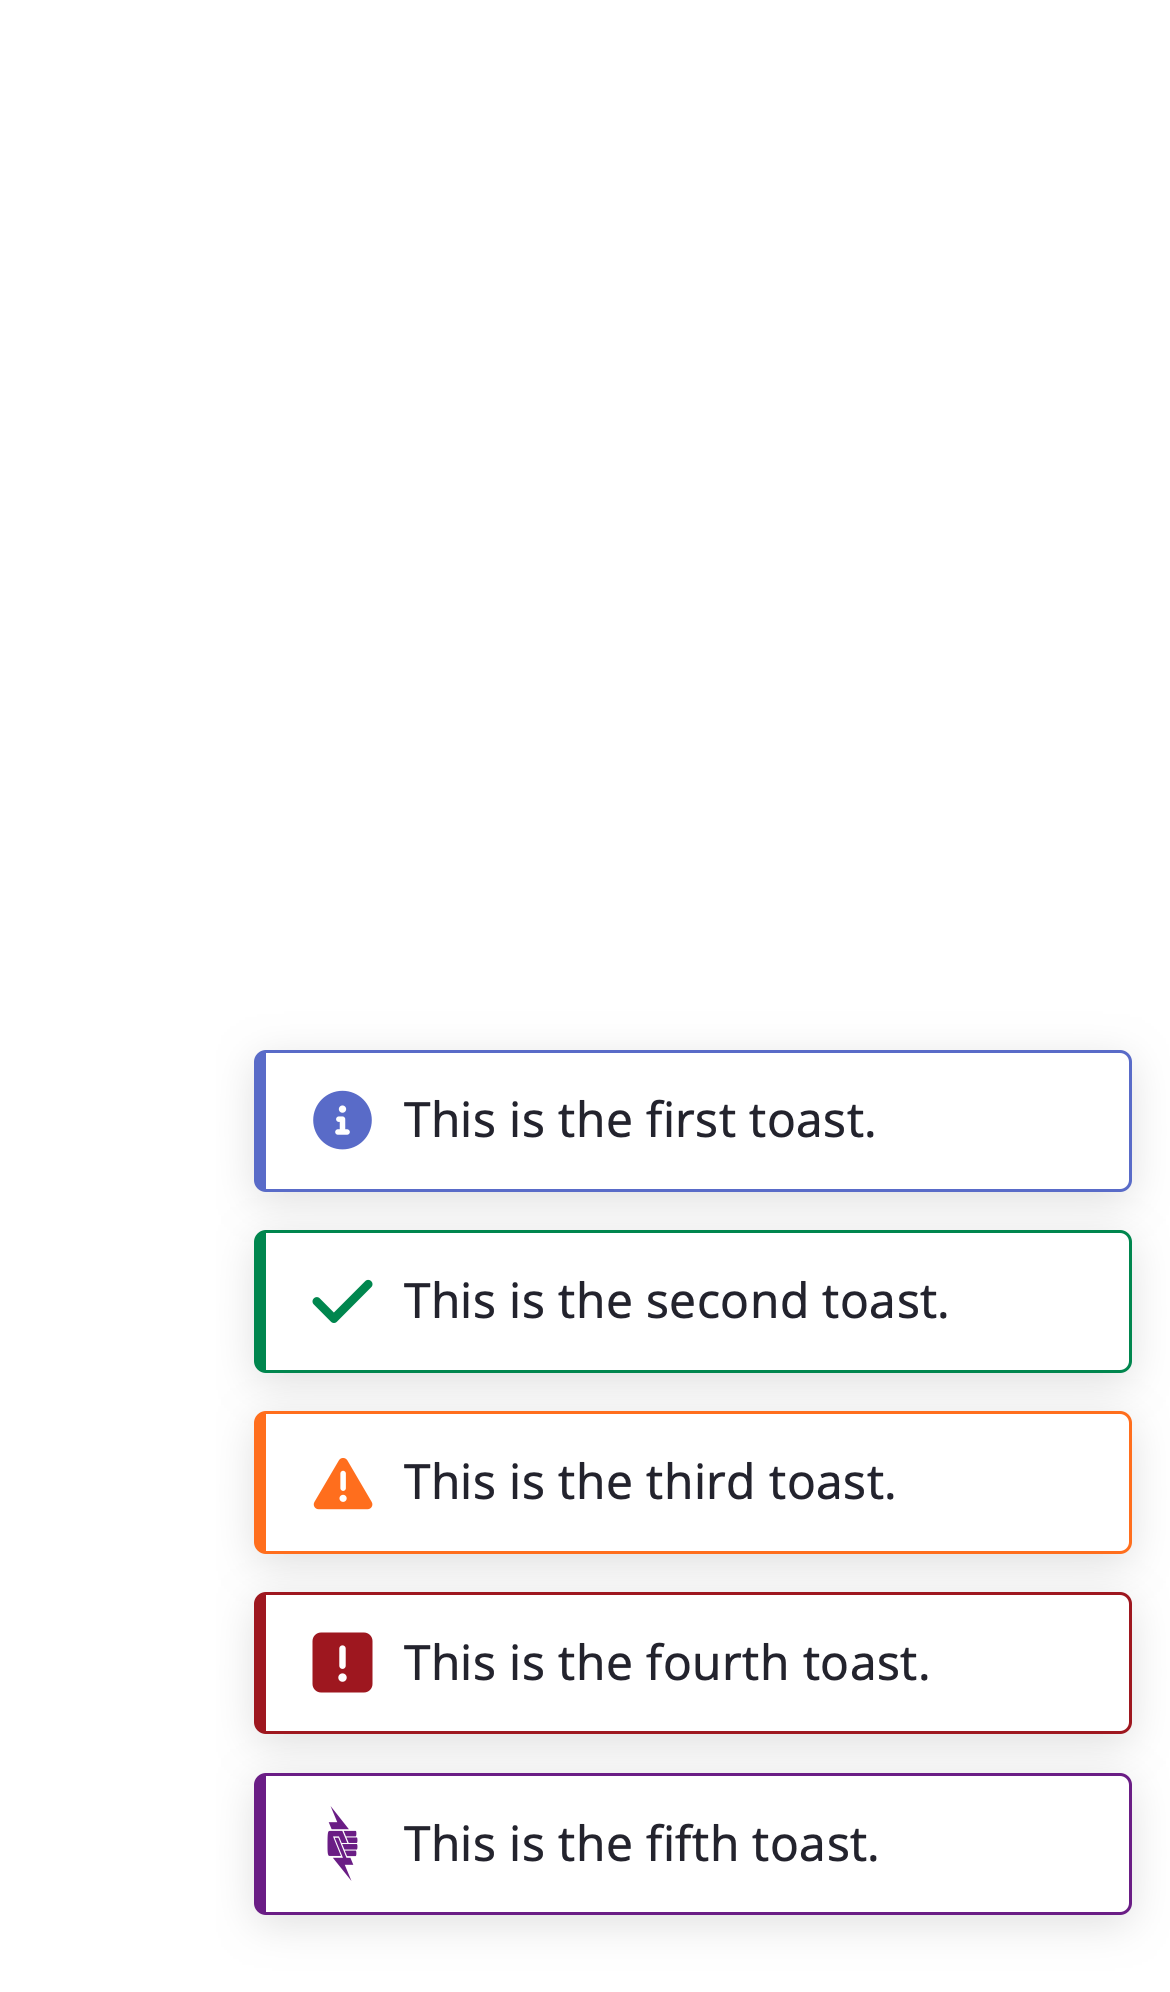 This is the first toast.
This is the second toast.
This is the third toast.
This is the fourth toast.
This is the fifth toast.